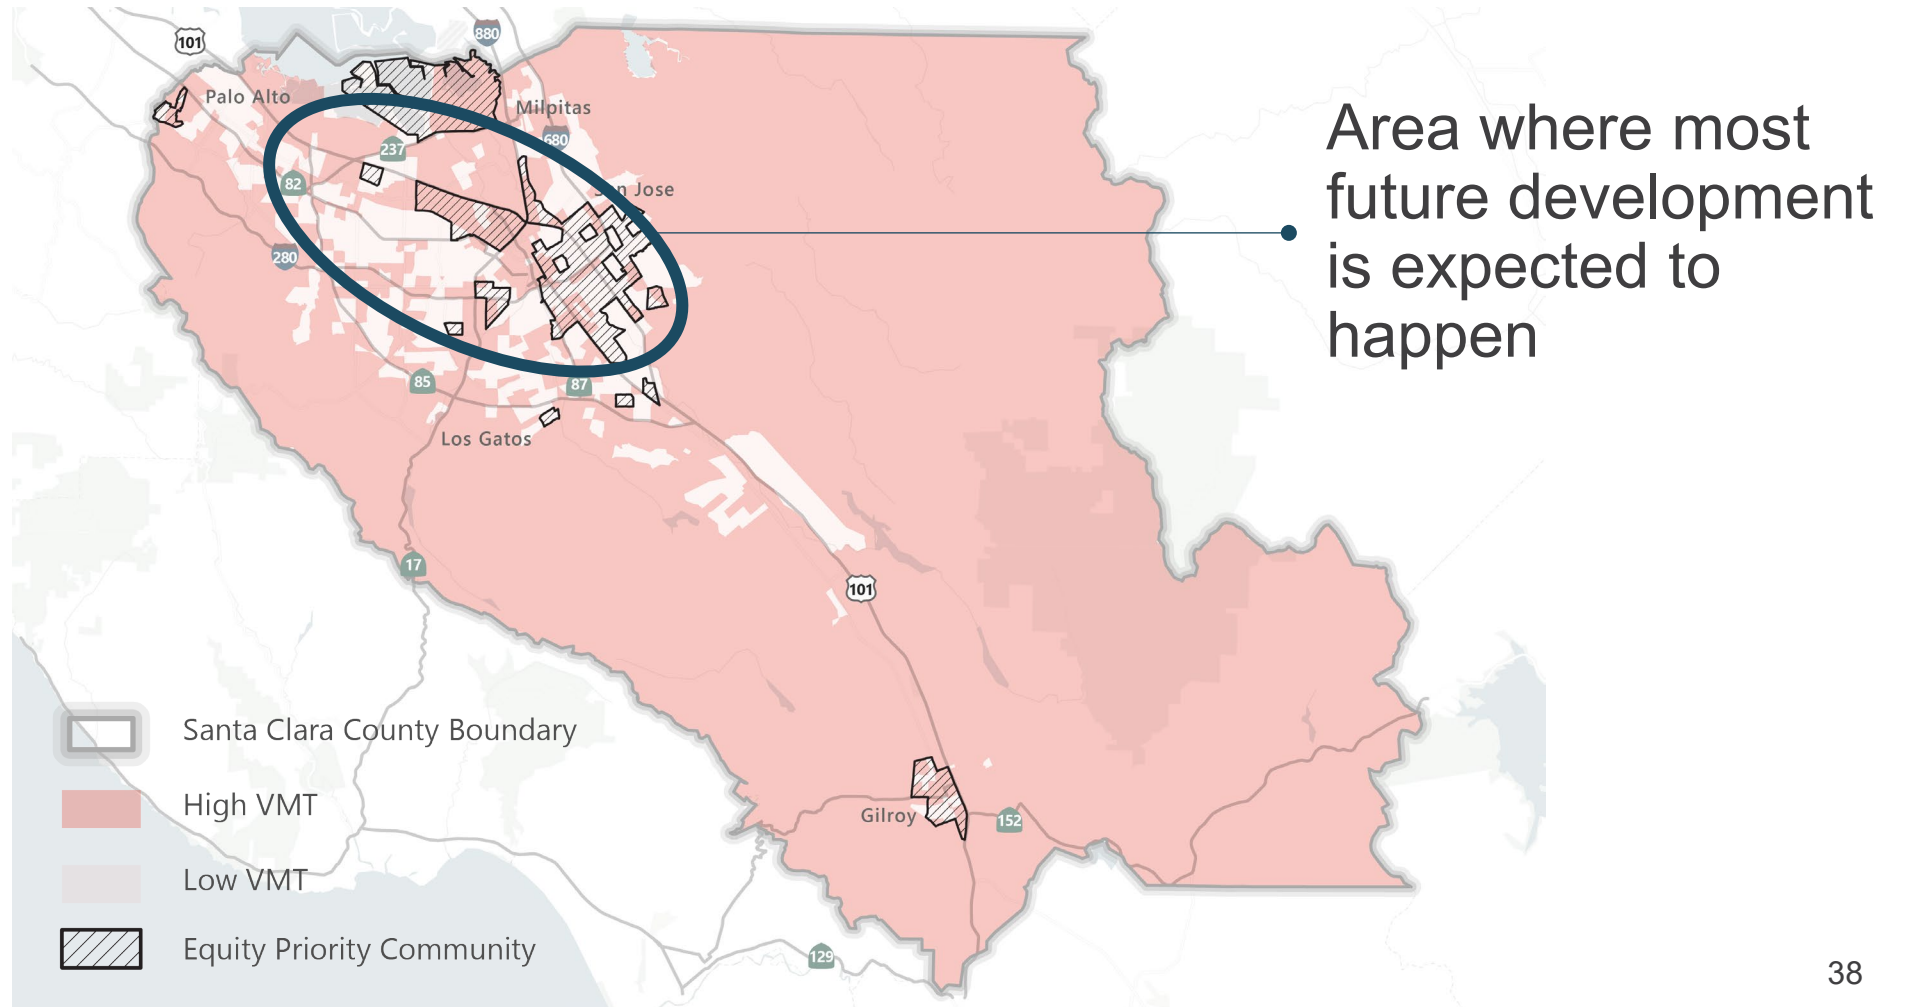 101
880
Palo Alto
Milpitas
680
237
82
San Jose
280
85
87
Los Gatos
17
101
Gilroy
152
129
Area where most
future development
is expected to
happen
Santa Clara County Boundary
High VMT
Low VMT
Equity Priority Community
38